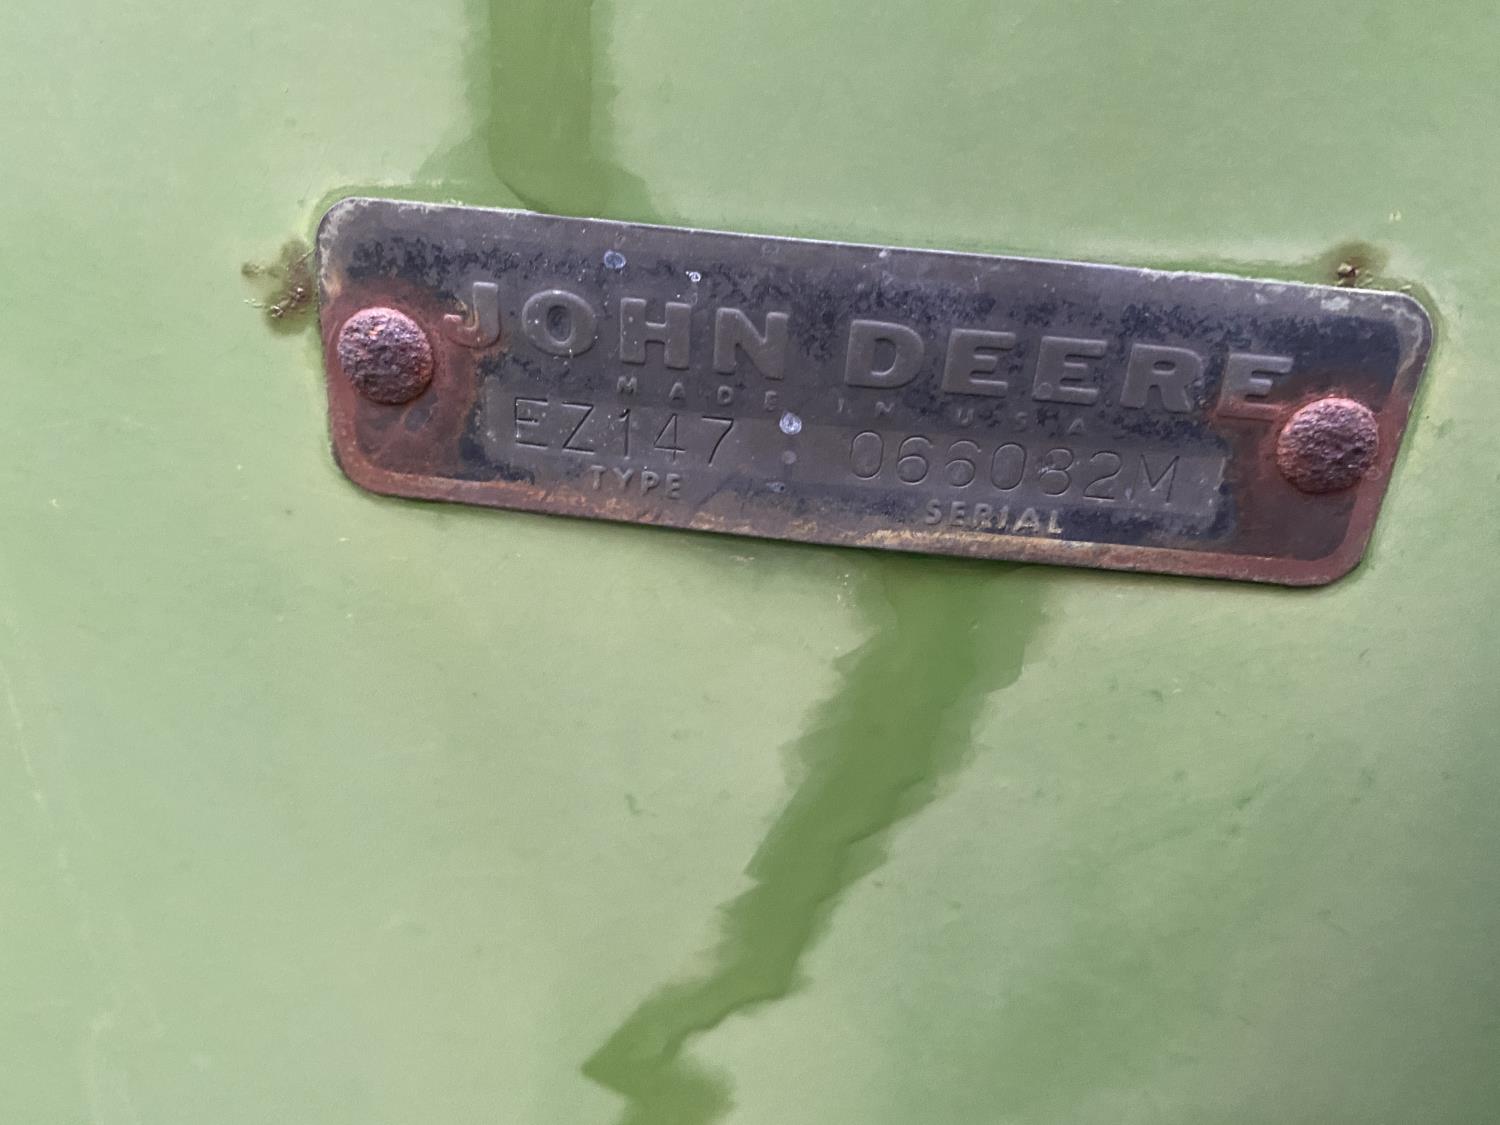 JOHN DEERE
MADE IN USA
EZ147 066082M
TYPE SERIAL